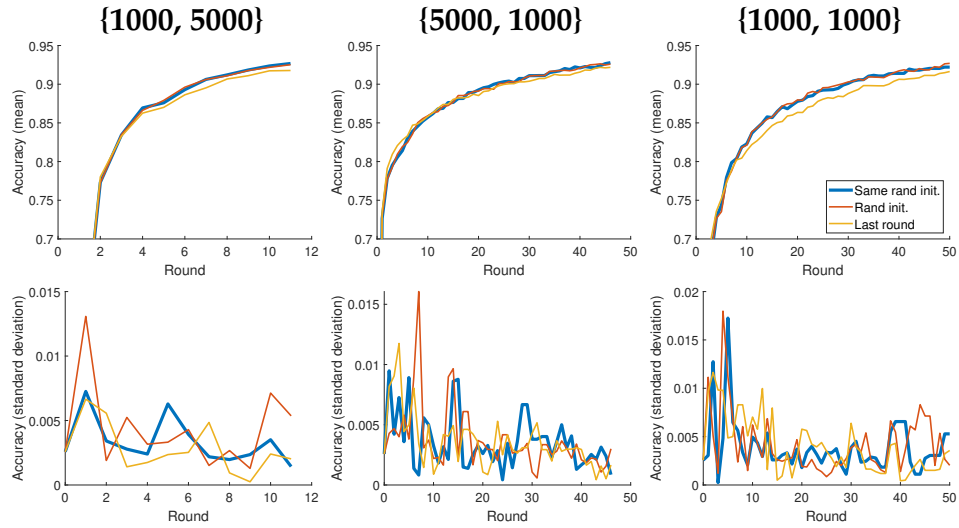 {1000, 5000}
{5000, 1000}
{1000, 1000}
Accuracy (mean)
0.95
0.9
0.85
0.8
0.75
0.7
0 2 4 6 8 10 12
Round
Accuracy (mean)
0.95
0.9
0.85
0.8
0.75
0.7
0 10 20 30 40 50
Round
Accuracy (mean)
0.95
0.9
0.85
0.8
0.75
0.7
0 10 20 30 40 50
Round
Same rand init.
Rand init.
Last round
Accuracy (standard deviation)
0.015
0.01
0.005
0
0 2 4 6 8 10 12
Round
Accuracy (standard deviation)
0.015
0.01
0.005
0
0 10 20 30 40 50
Round
Accuracy (standard deviation)
0.02
0.015
0.01
0.005
0
0 10 20 30 40 50
Round